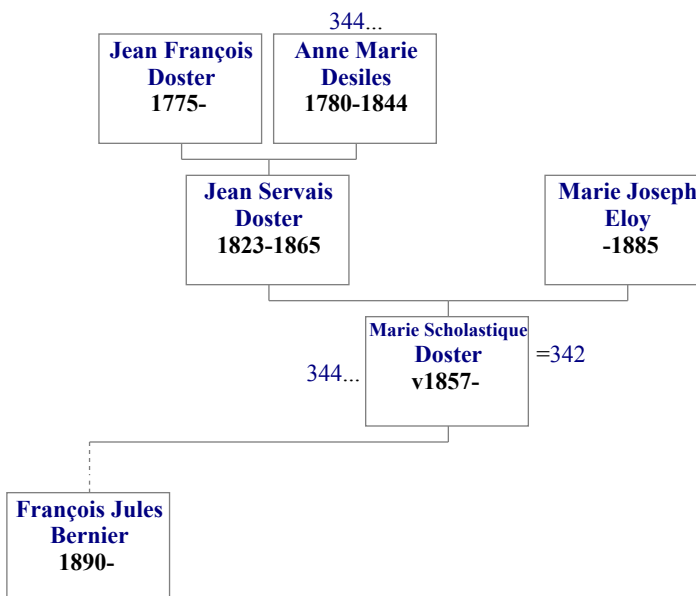 344...
Jean François
Doster
1775-
Anne Marie
Desiles
1780-1844
Jean Servais
Doster
1823-1865
Marie Joseph
Eloy
-1885
344...
Marie Scholastique
Doster
v1857-
=342
François Jules
Bernier
1890-